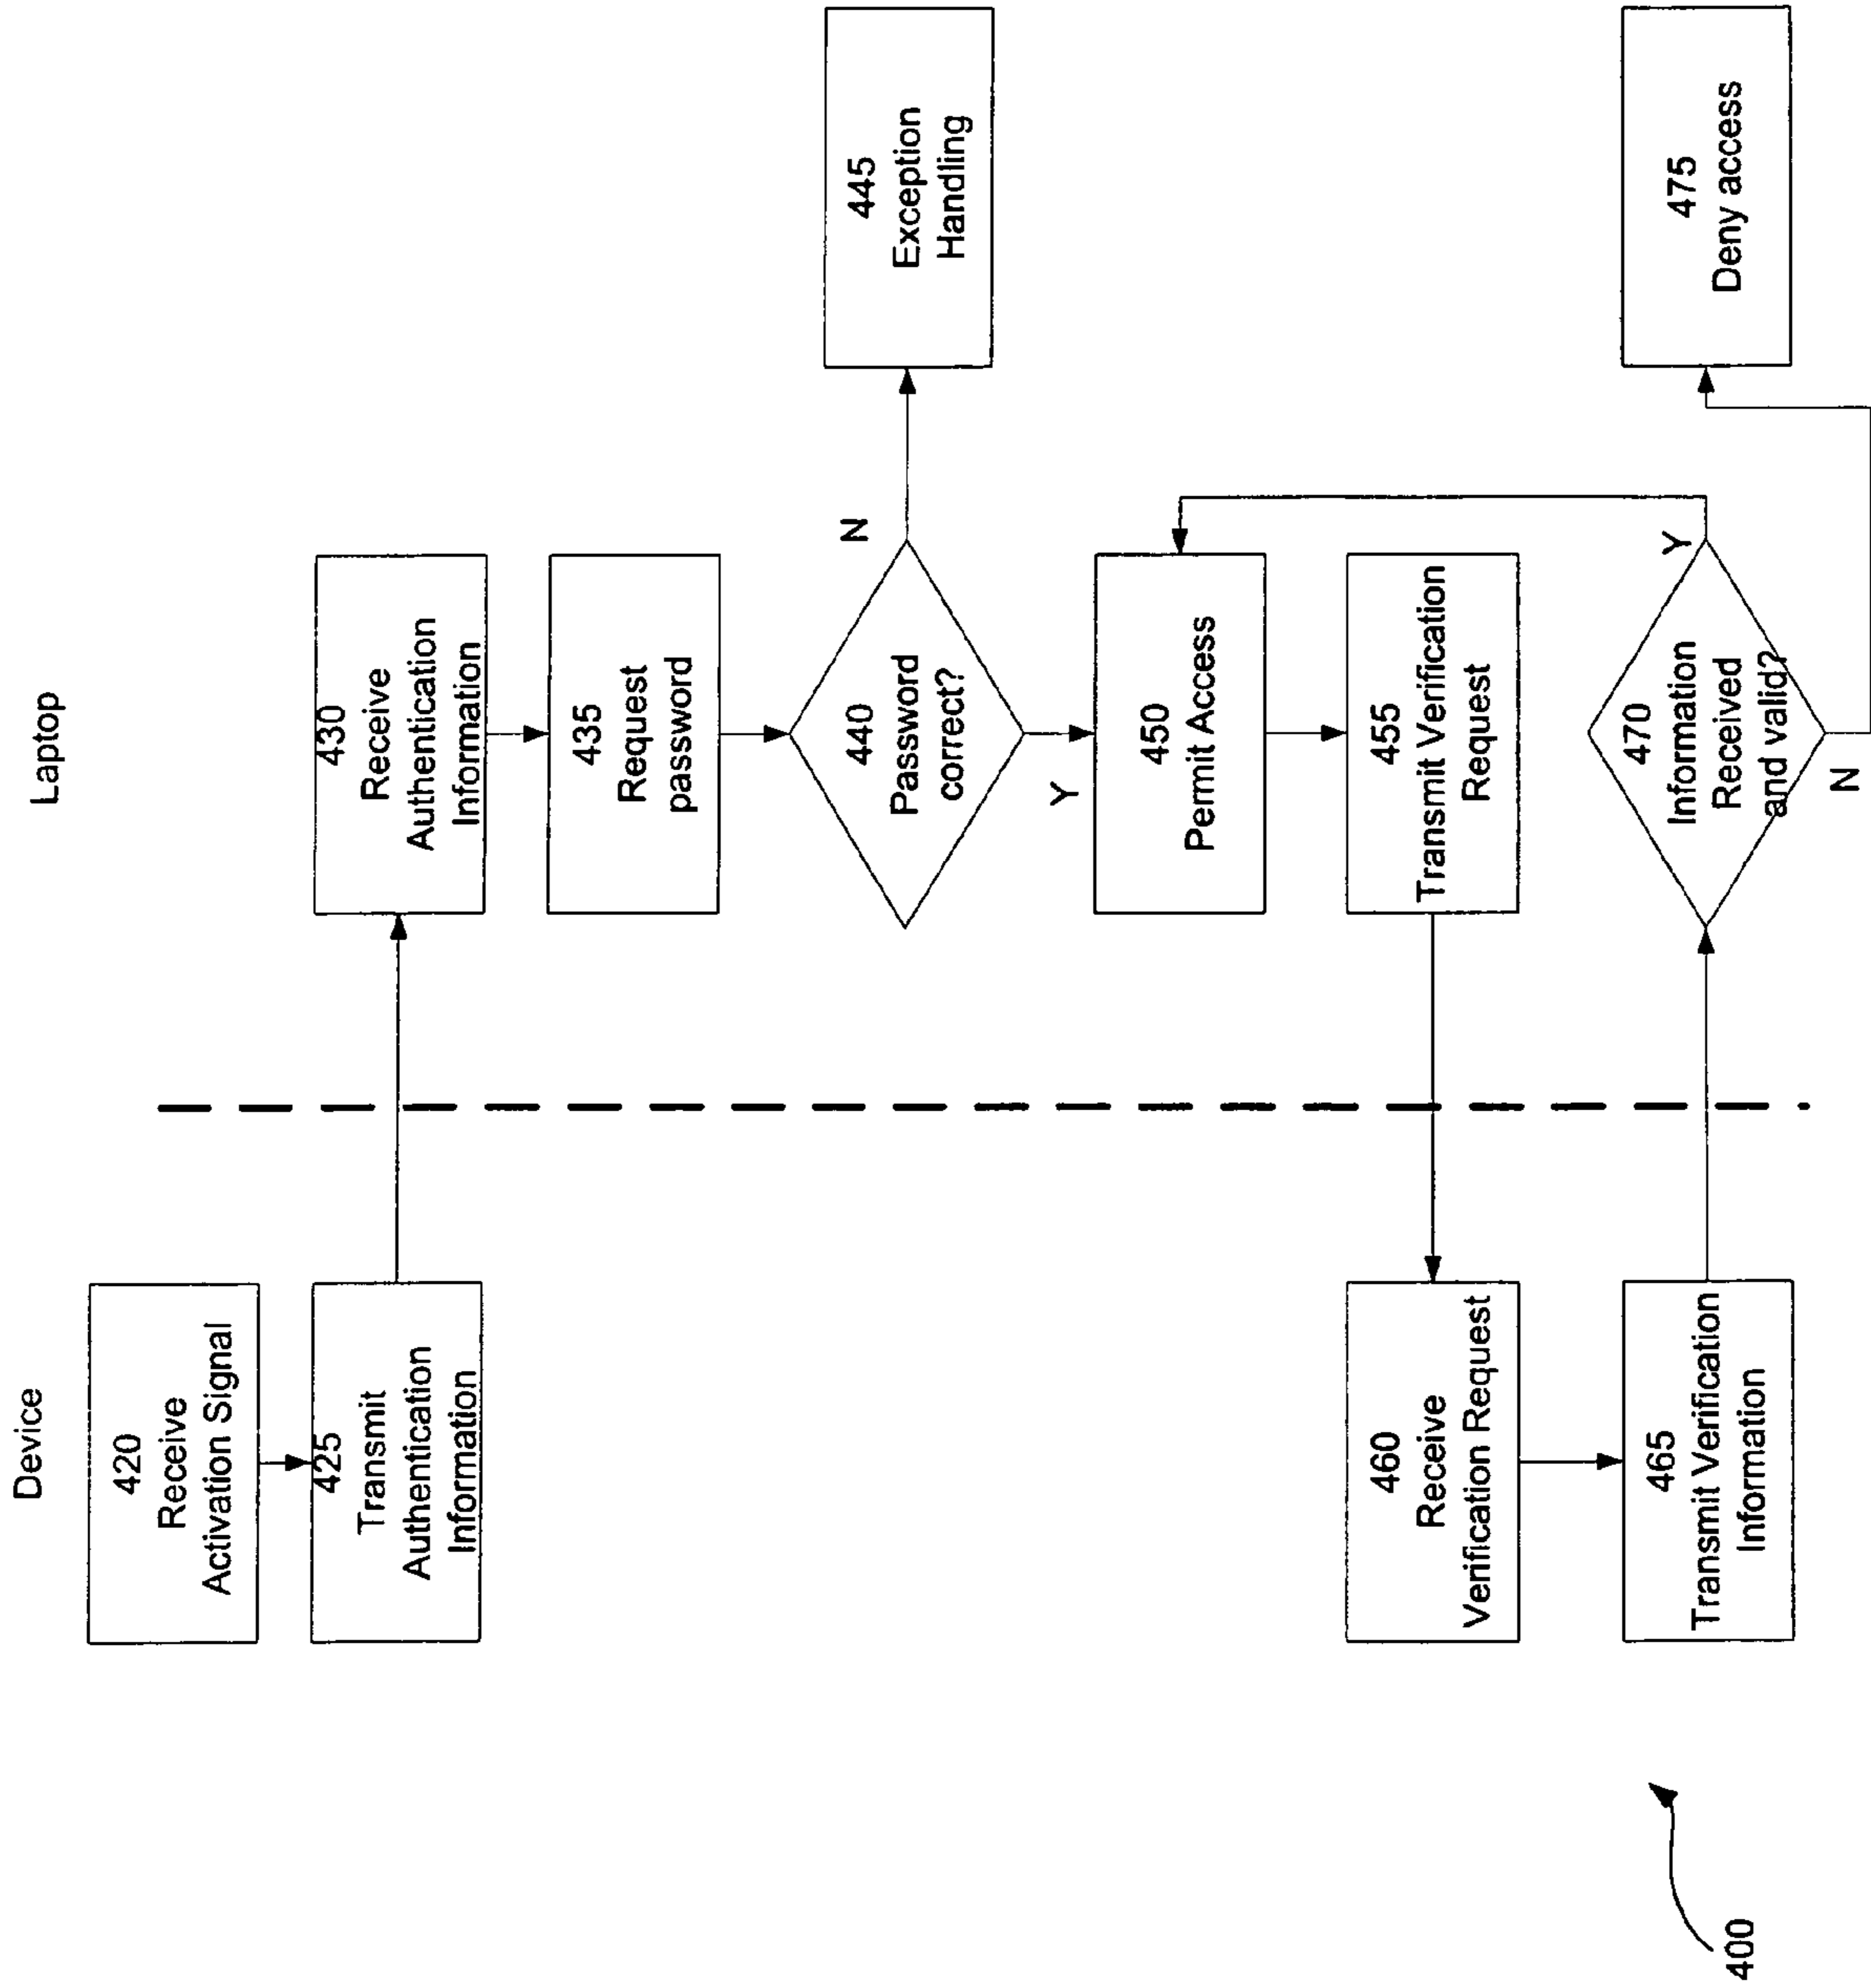 Device
Laptop
420
Receive
Activation Signal
425
Transmit
Authentication
Information
430
Receive
Authentication
Information
435
Request
password
440
Password
correct?
N
445
Exception
Handling
Y
450
Permit Access
455
Transmit Verification
Request
460
Receive
Verification Request
465
Transmit Verification
Information
470
Information
Received
and valid?
Y
N
475
Deny access
400